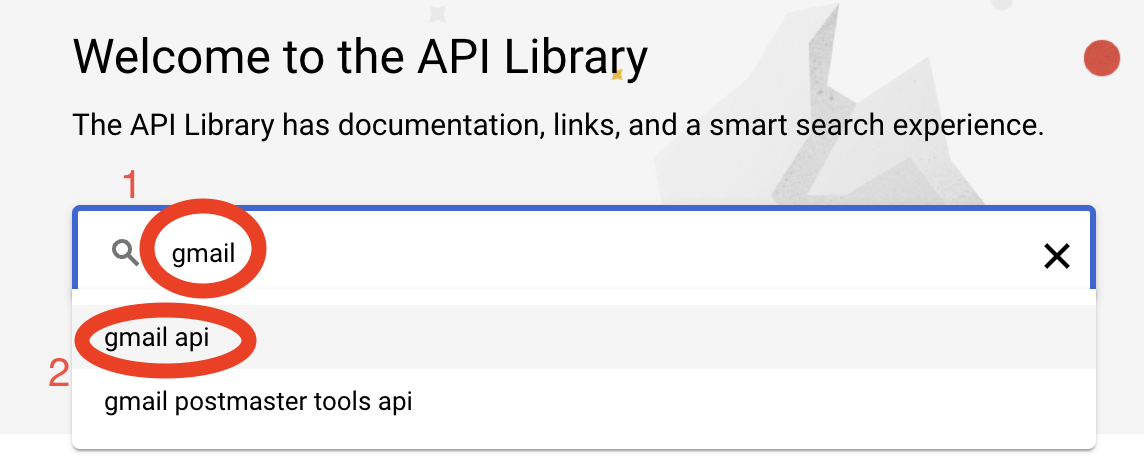 Welcome to the API Library
The API Library has documentation, links, and a smart search experience.
1
gmail
gmail api
2
gmail postmaster tools api